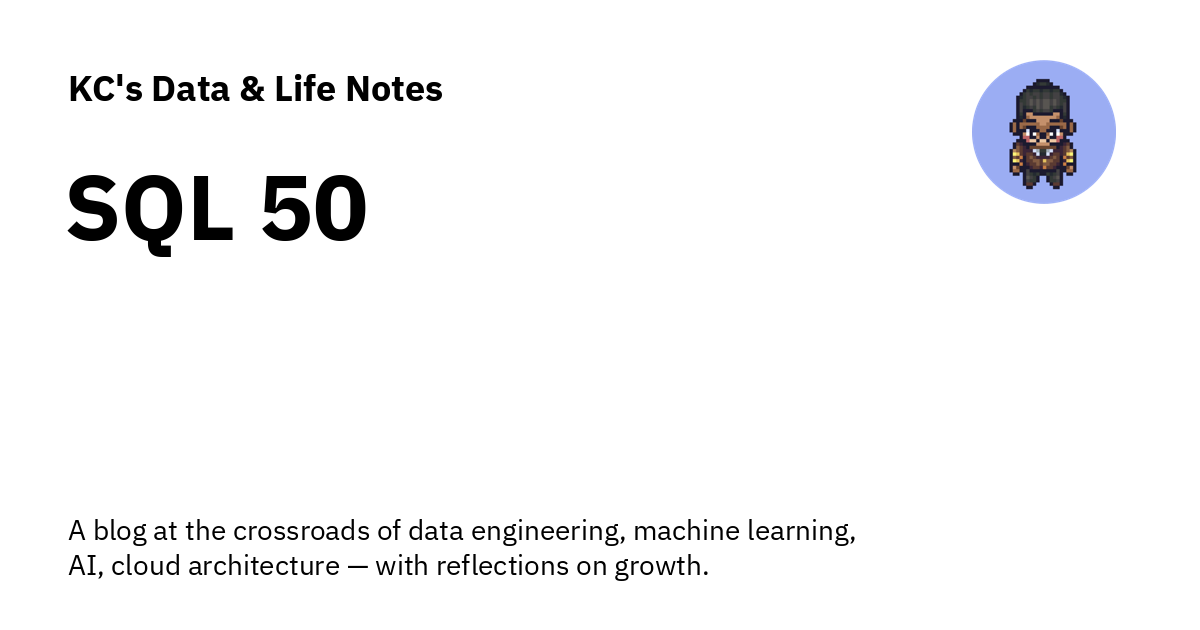 KC's Data & Life Notes
SQL 50
A blog at the crossroads of data engineering, machine learning,
AI, cloud architecture — with reflections on growth.